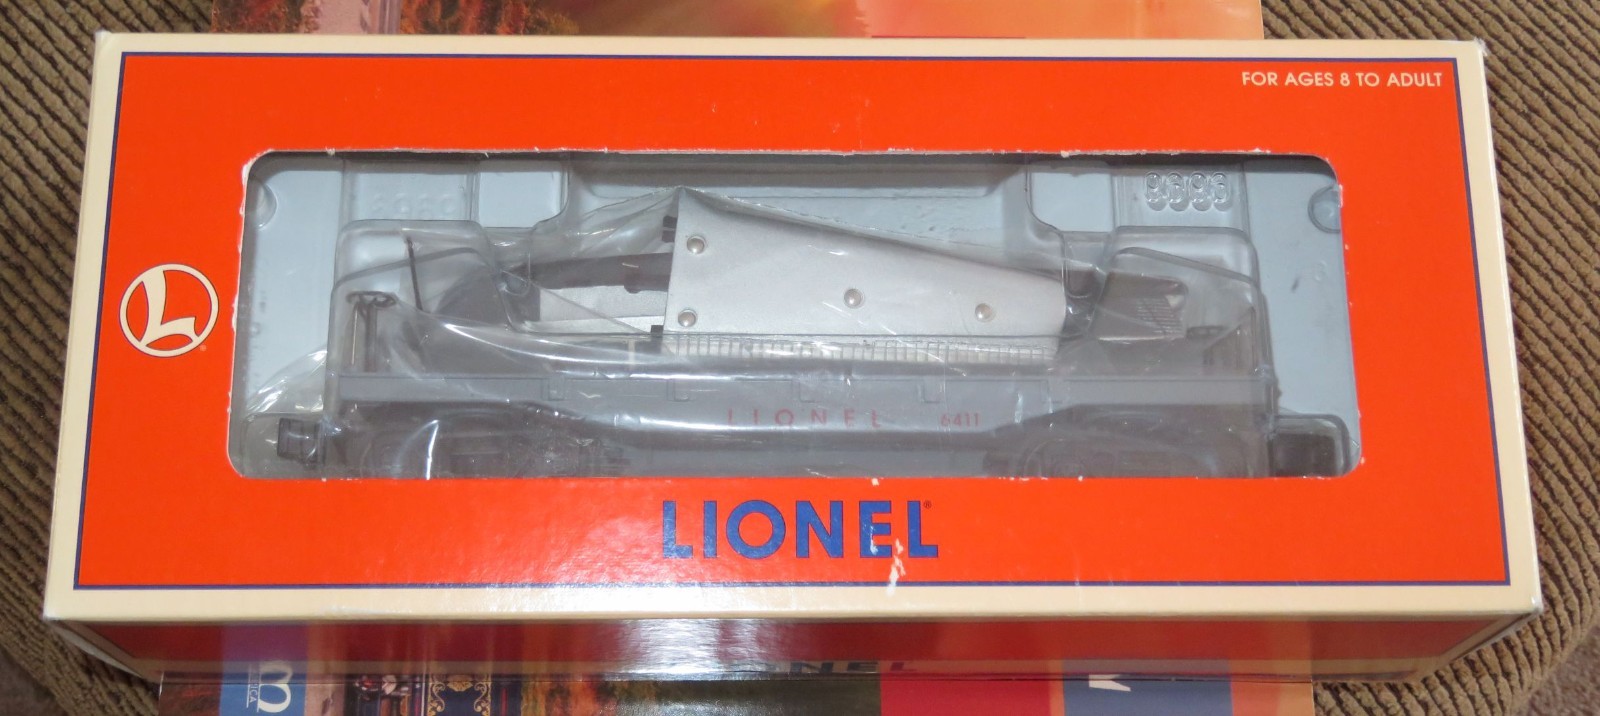 FOR AGES 8 TO ADULT
L
LIONEL 6411
LIONEL®